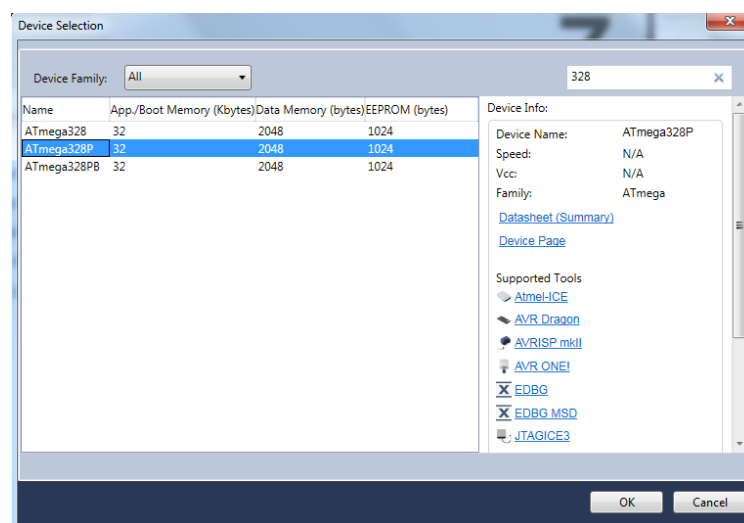 Device Selection
Device Family: All 328
Name App./Boot Memory (Kbytes) Data Memory (bytes) EEPROM (bytes)
ATmega328 32 2048 1024
ATmega328P 32 2048 1024
ATmega328PB 32 2048 1024
Device Info:
Device Name: ATmega328P
Speed: N/A
Vcc: N/A
Family: ATmega
Datasheet (Summary)
Device Page
Supported Tools
Atmel-ICE
AVR Dragon
AVRISP mkII
AVR ONE!
EDBG
EDBG MSD
JTAGICE3
OK Cancel